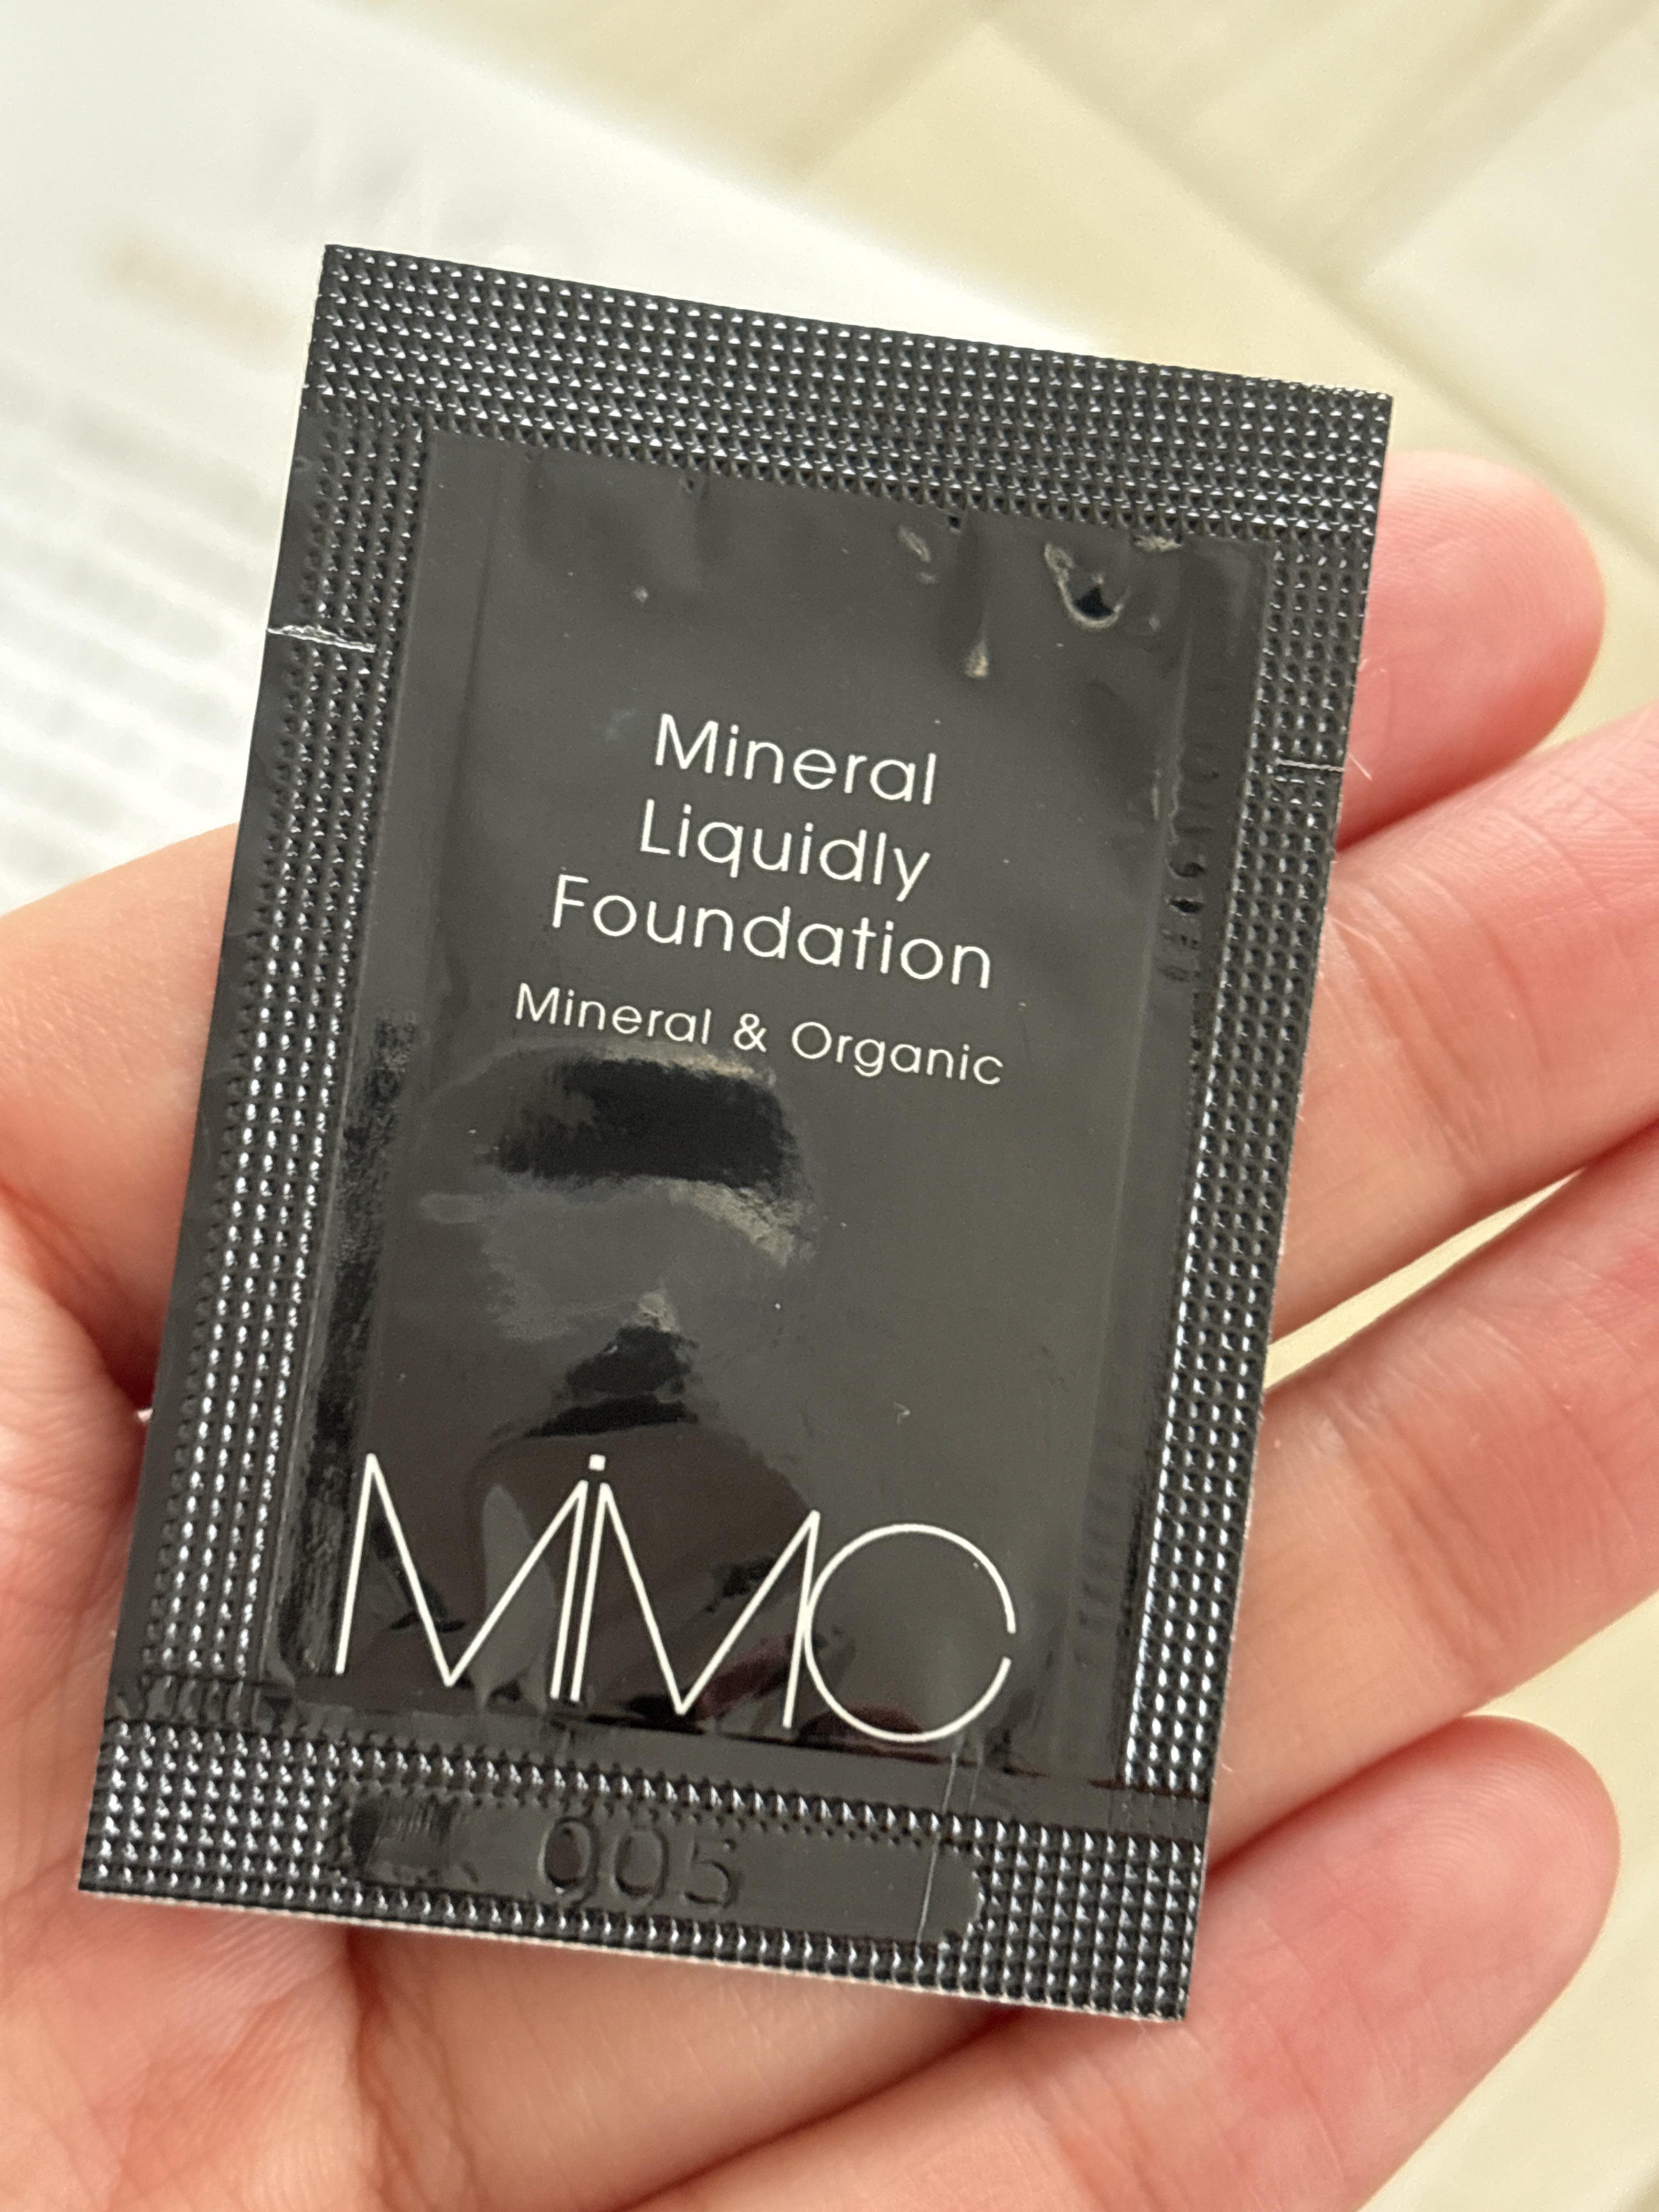 Mineral
Liquidly
Foundation
Mineral & Organic
MiMC
005